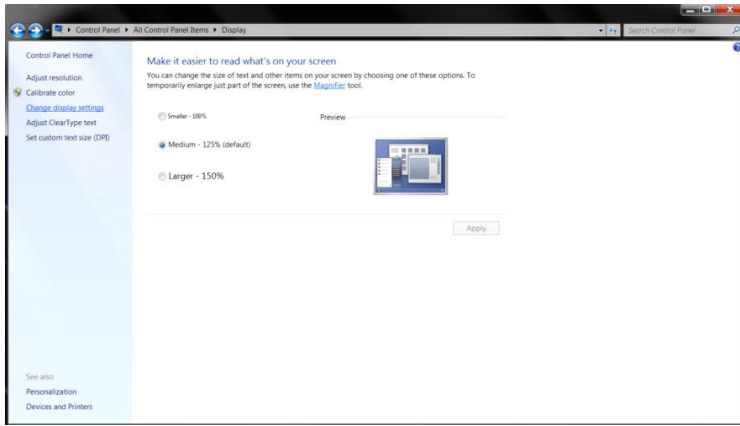 Control Panel ▸ All Control Panel Items ▸ Display
Search Control Panel
Control Panel Home
Adjust resolution
Calibrate color
Change display settings
Adjust ClearType text
Set custom text size (DPI)
See also
Personalization
Devices and Printers
Make it easier to read what's on your screen
You can change the size of text and other items on your screen by choosing one of these options. To
temporarily enlarge just part of the screen, use the Magnifier tool.
Smaller - 100%
Preview
Medium - 125% (default)
Larger - 150%
Apply